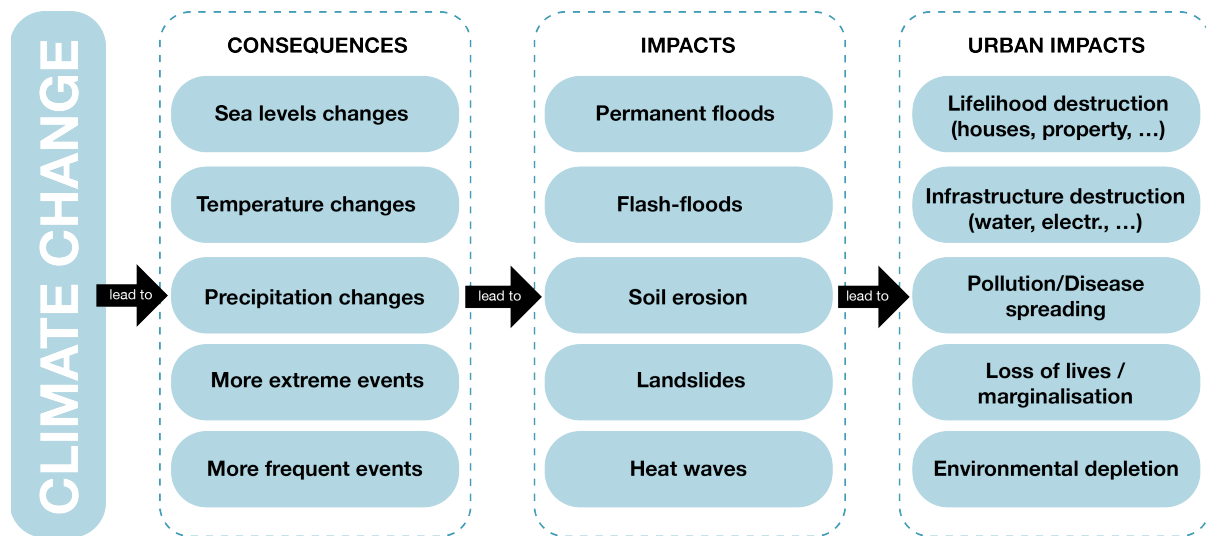 CLIMATE CHANGE
lead to
CONSEQUENCES
Sea levels changes
Temperature changes
Precipitation changes
More extreme events
More frequent events
lead to
IMPACTS
Permanent floods
Flash-floods
Soil erosion
Landslides
Heat waves
lead to
URBAN IMPACTS
Lifelihood destruction
(houses, property, …)
Infrastructure destruction
(water, electr., …)
Pollution/Disease
spreading
Loss of lives /
marginalisation
Environmental depletion